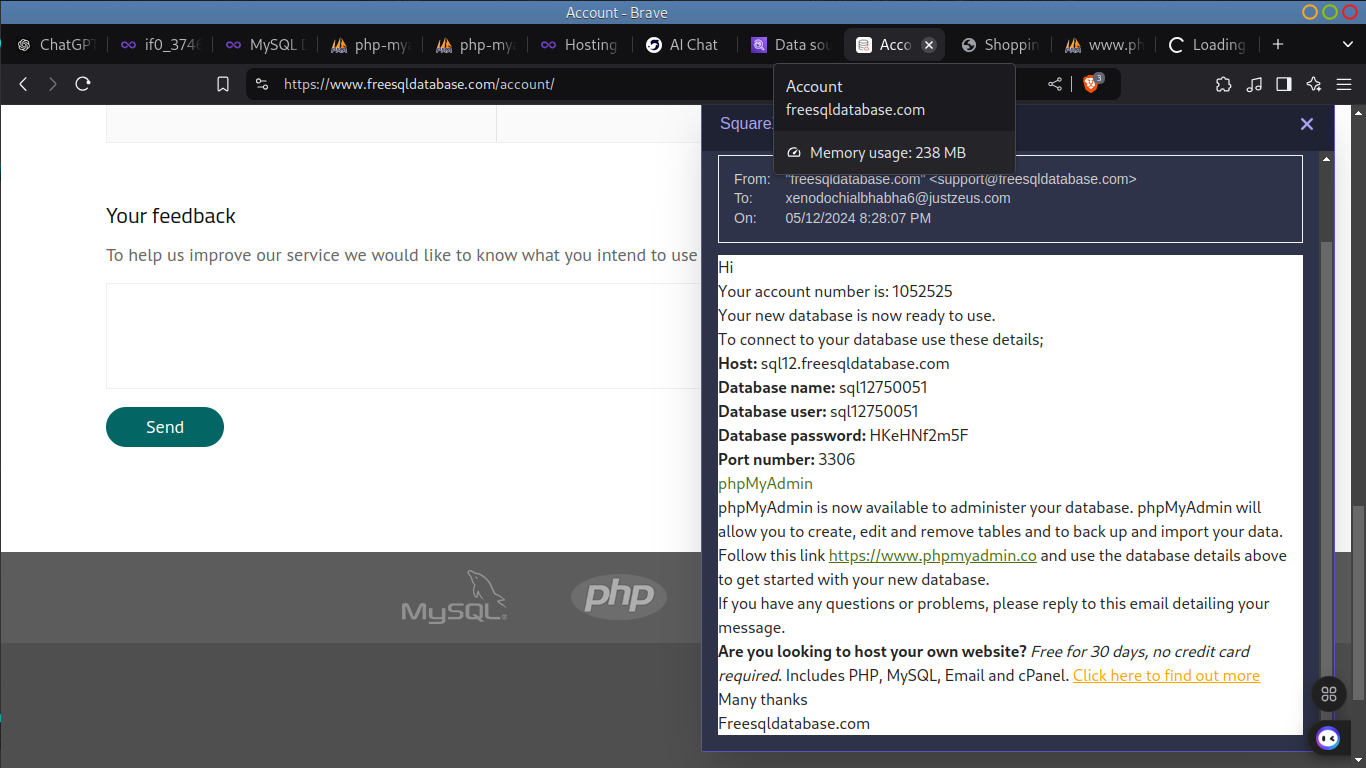 Account - Brave
ChatGP
if0_374
MySQL D
php-my
php-my
Hosting
AI Chat
Data sou
Acco
Shoppin
www.ph
Loading
https://www.freesqldatabase.com/account/
3
Account
freesqldatabase.com
Memory usage: 238 MB
Square
From: "freesqldatabase.com" <support@freesqldatabase.com>
To: xenodochialbhabha6@justzeus.com
On: 05/12/2024 8:28:07 PM
Your feedback
To help us improve our service we would like to know what you intend to use
Send
Hi
Your account number is: 1052525
Your new database is now ready to use.
To connect to your database use these details;
Host: sql12.freesqldatabase.com
Database name: sql12750051
Database user: sql12750051
Database password: HKeHNf2m5F
Port number: 3306
phpMyAdmin
phpMyAdmin is now available to administer your database. phpMyAdmin will
allow you to create, edit and remove tables and to back up and import your data.
Follow this link https://www.phpmyadmin.co and use the database details above
to get started with your new database.
If you have any questions or problems, please reply to this email detailing your
message.
Are you looking to host your own website? Free for 30 days, no credit card
required. Includes PHP, MySQL, Email and cPanel. Click here to find out more
Many thanks
Freesqldatabase.com
MySQL
php